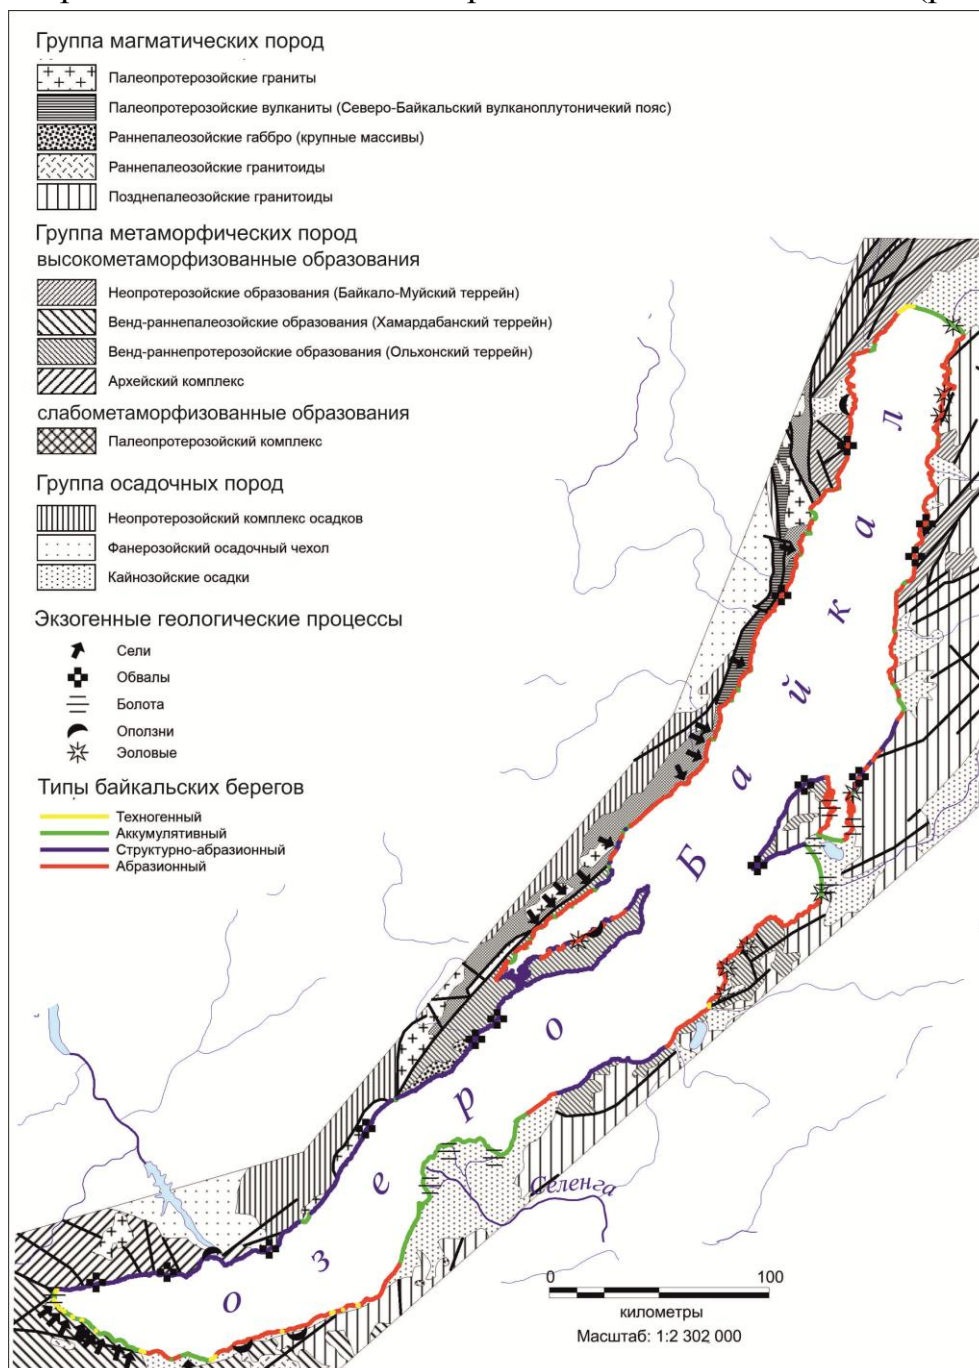 Группа магматических пород
Палеопротерозойские граниты
Палеопротерозойские вулканиты (Северо-Байкальский вулканоплутоничекий пояс)
Раннепалеозойские габбро (крупные массивы)
Раннепалеозойские гранитоиды
Позднепалеозойские гранитоиды
Группа метаморфических пород
высокометаморфизованные образования
Неопротерозойские образования (Байкало-Муйский террейн)
Венд-раннепалеозойские образования (Хамардабанский террейн)
Венд-раннепротерозойские образования (Ольхонский террейн)
Архейский комплекс
слабометаморфизованные образования
Палеопротерозойский комплекс
Группа осадочных пород
Неопротерозойский комплекс осадков
Фанерозойский осадочный чехол
Кайнозойские осадки
Экзогенные геологические процессы
Сели
Обвалы
Болота
Оползни
Эоловые
Типы байкальских берегов
Техногенный
Аккумулятивный
Структурно-абразионный
Абразионный
озеро Байкал
Селенга
0 100
километры
Масштаб: 1:2 302 000